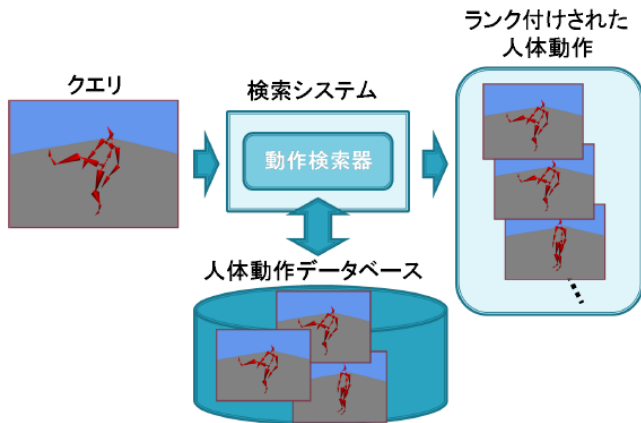 ランク付けされた
人体動作
クエリ
検索システム
動作検索器
人体動作データベース